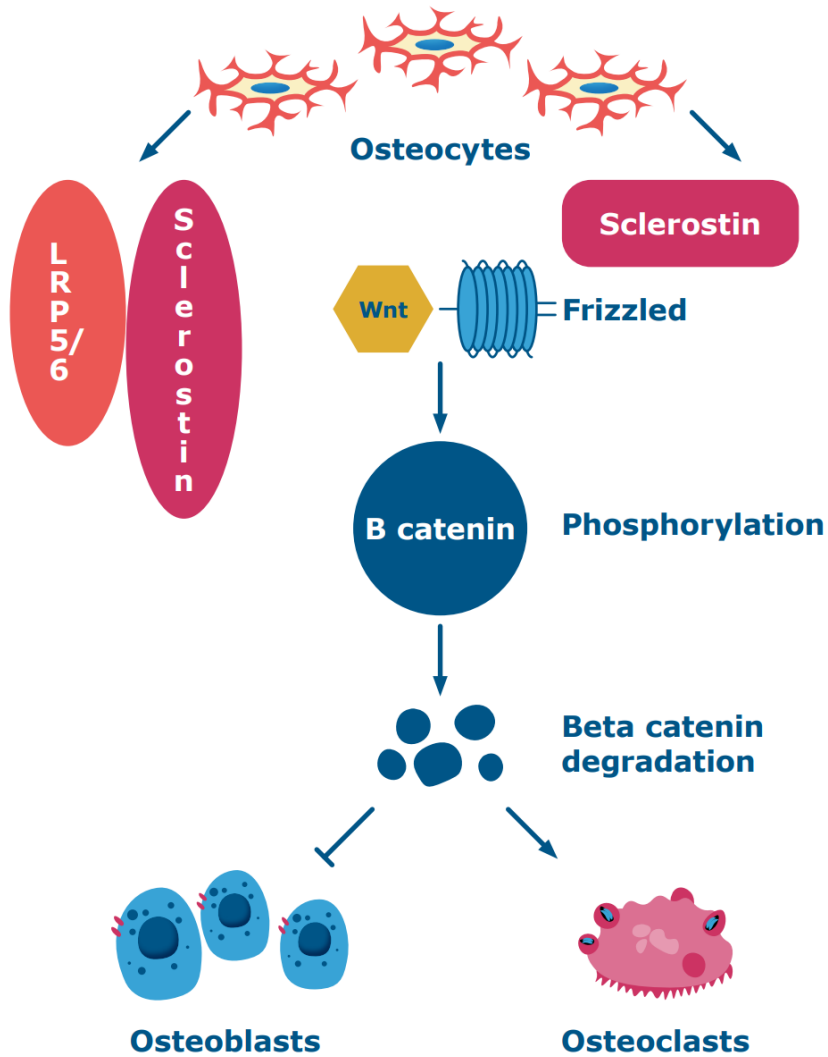 Osteocytes
LRP5/6
Sclerostin
Sclerostin
Wnt
Frizzled
B catenin
Phosphorylation
Beta catenin
degradation
Osteoblasts
Osteoclasts